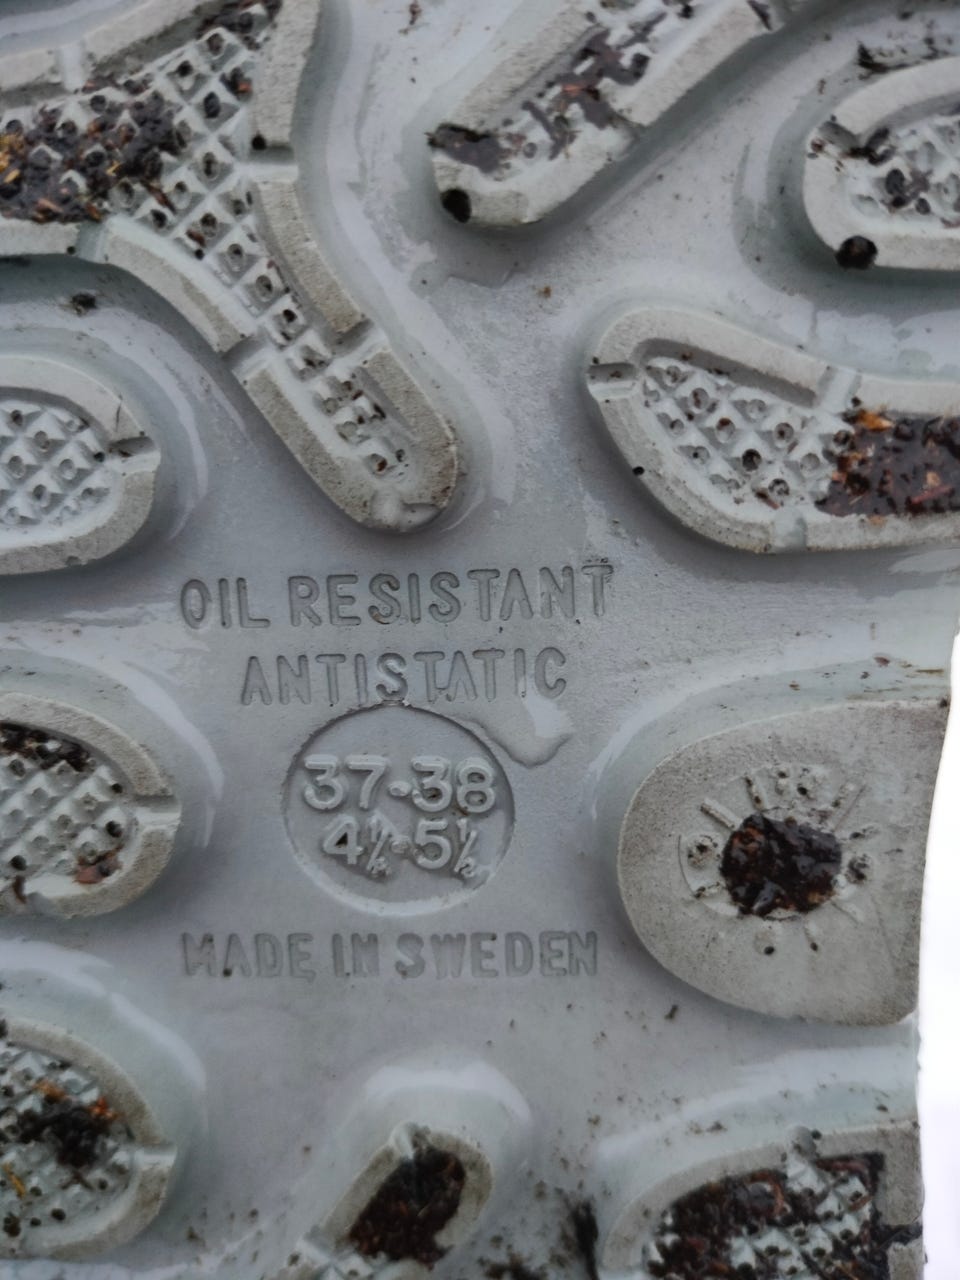 OIL RESISTANT
ANTISTATIC
37-38
4½-5½
MADE IN SWEDEN